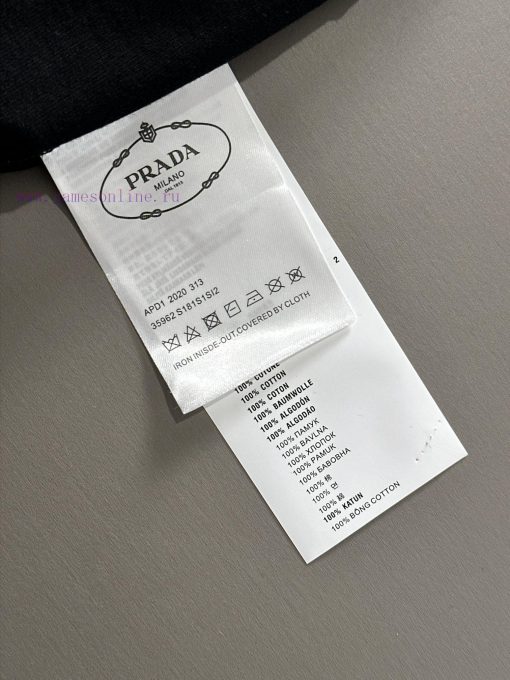 PRADA
MILANO
DAL 1913
www.jamesonline.ru
APD1 2020 313
35962 S181S1SI2
IRON INISDE-OUT,COVERED BY CLOTH
2
100% COTONE
100% COTTON
100% COTON
100% BAUMWOLLE
100% ALGODÓN
100% ALGODÃO
100% ПАМУК
100% BAVLNA
100% ХЛОПОК
100% PAMUK
100% БАВОВНА
100% 棉
100% 면
100% 綿
100% KATUN
100% BÔNG COTTON